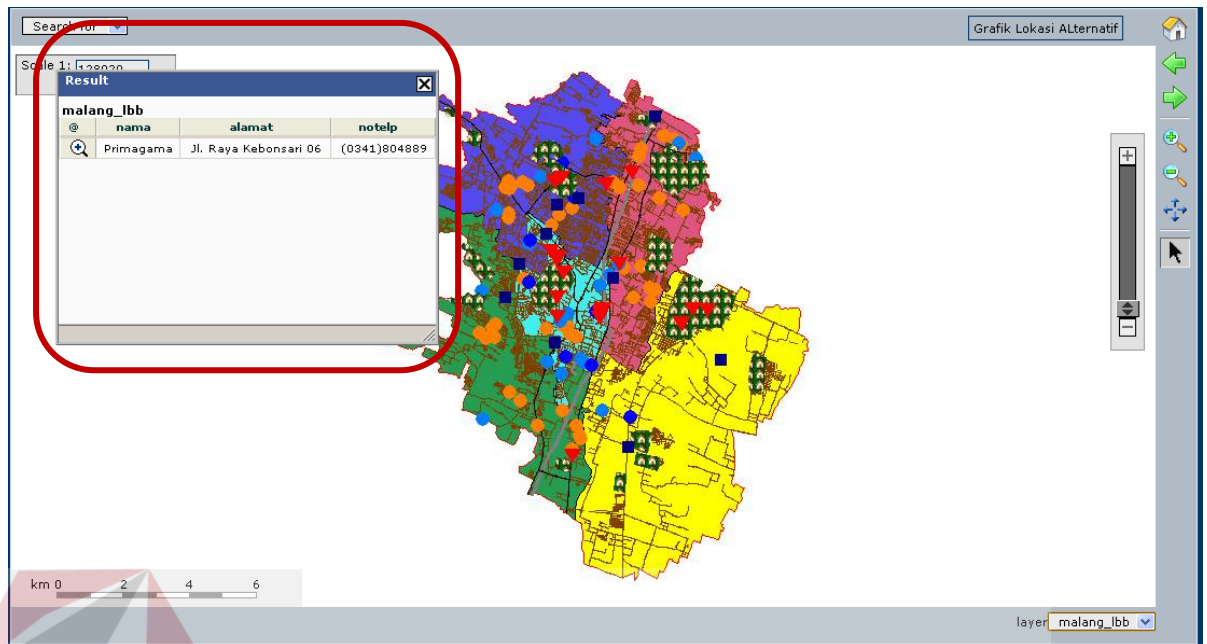 Search for
Grafik Lokasi ALternatif
Scale 1: 128020
Result
malang_lbb
@ nama alamat notelp
Primagama Jl. Raya Kebonsari 06 (0341)804889
km 0 2 4 6
layer malang_lbb